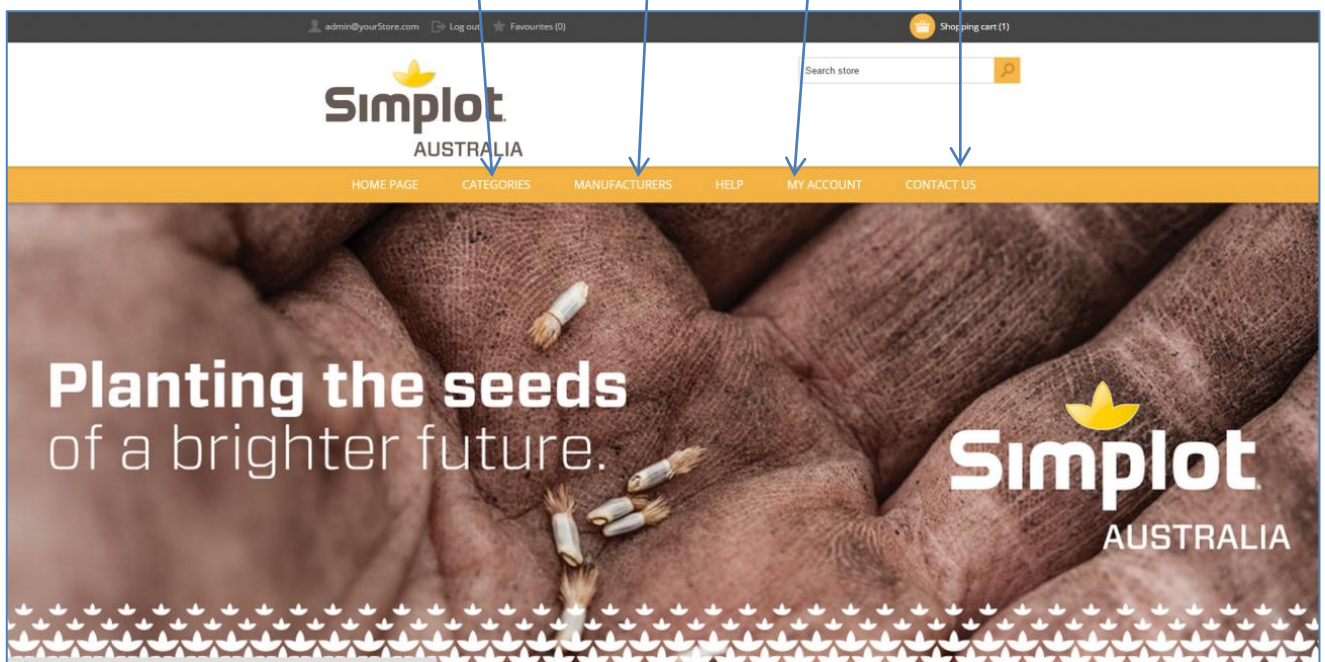 admin@yourStore.com Log out Favourites (0) Shopping cart (1)
Search store
Simplot
AUSTRALIA
HOME PAGE CATEGORIES MANUFACTURERS HELP MY ACCOUNT CONTACT US
Planting the seeds
of a brighter future.
Simplot
AUSTRALIA